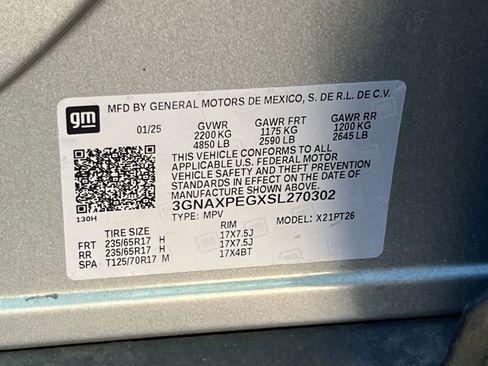 gm
MFD BY GENERAL MOTORS DE MEXICO, S. DE R.L. DE C.V.
01/25 GVWR GAWR FRT GAWR RR
2200 KG 1175 KG 1200 KG
4850 LB 2590 LB 2645 LB
THIS VEHICLE CONFORMS TO ALL
APPLICABLE U.S. FEDERAL MOTOR
VEHICLE SAFETY AND THEFT PREVENTION
STANDARDS IN EFFECT ON THE DATE OF
MANUFACTURE SHOWN ABOVE.
3GNAXPEGXSL270302
130H TYPE: MPV MODEL: X21PT26
TIRE SIZE RIM
FRT 235/65R17 H 17X7.5J
RR 235/65R17 H 17X7.5J
SPA T125/70R17 M 17X4BT